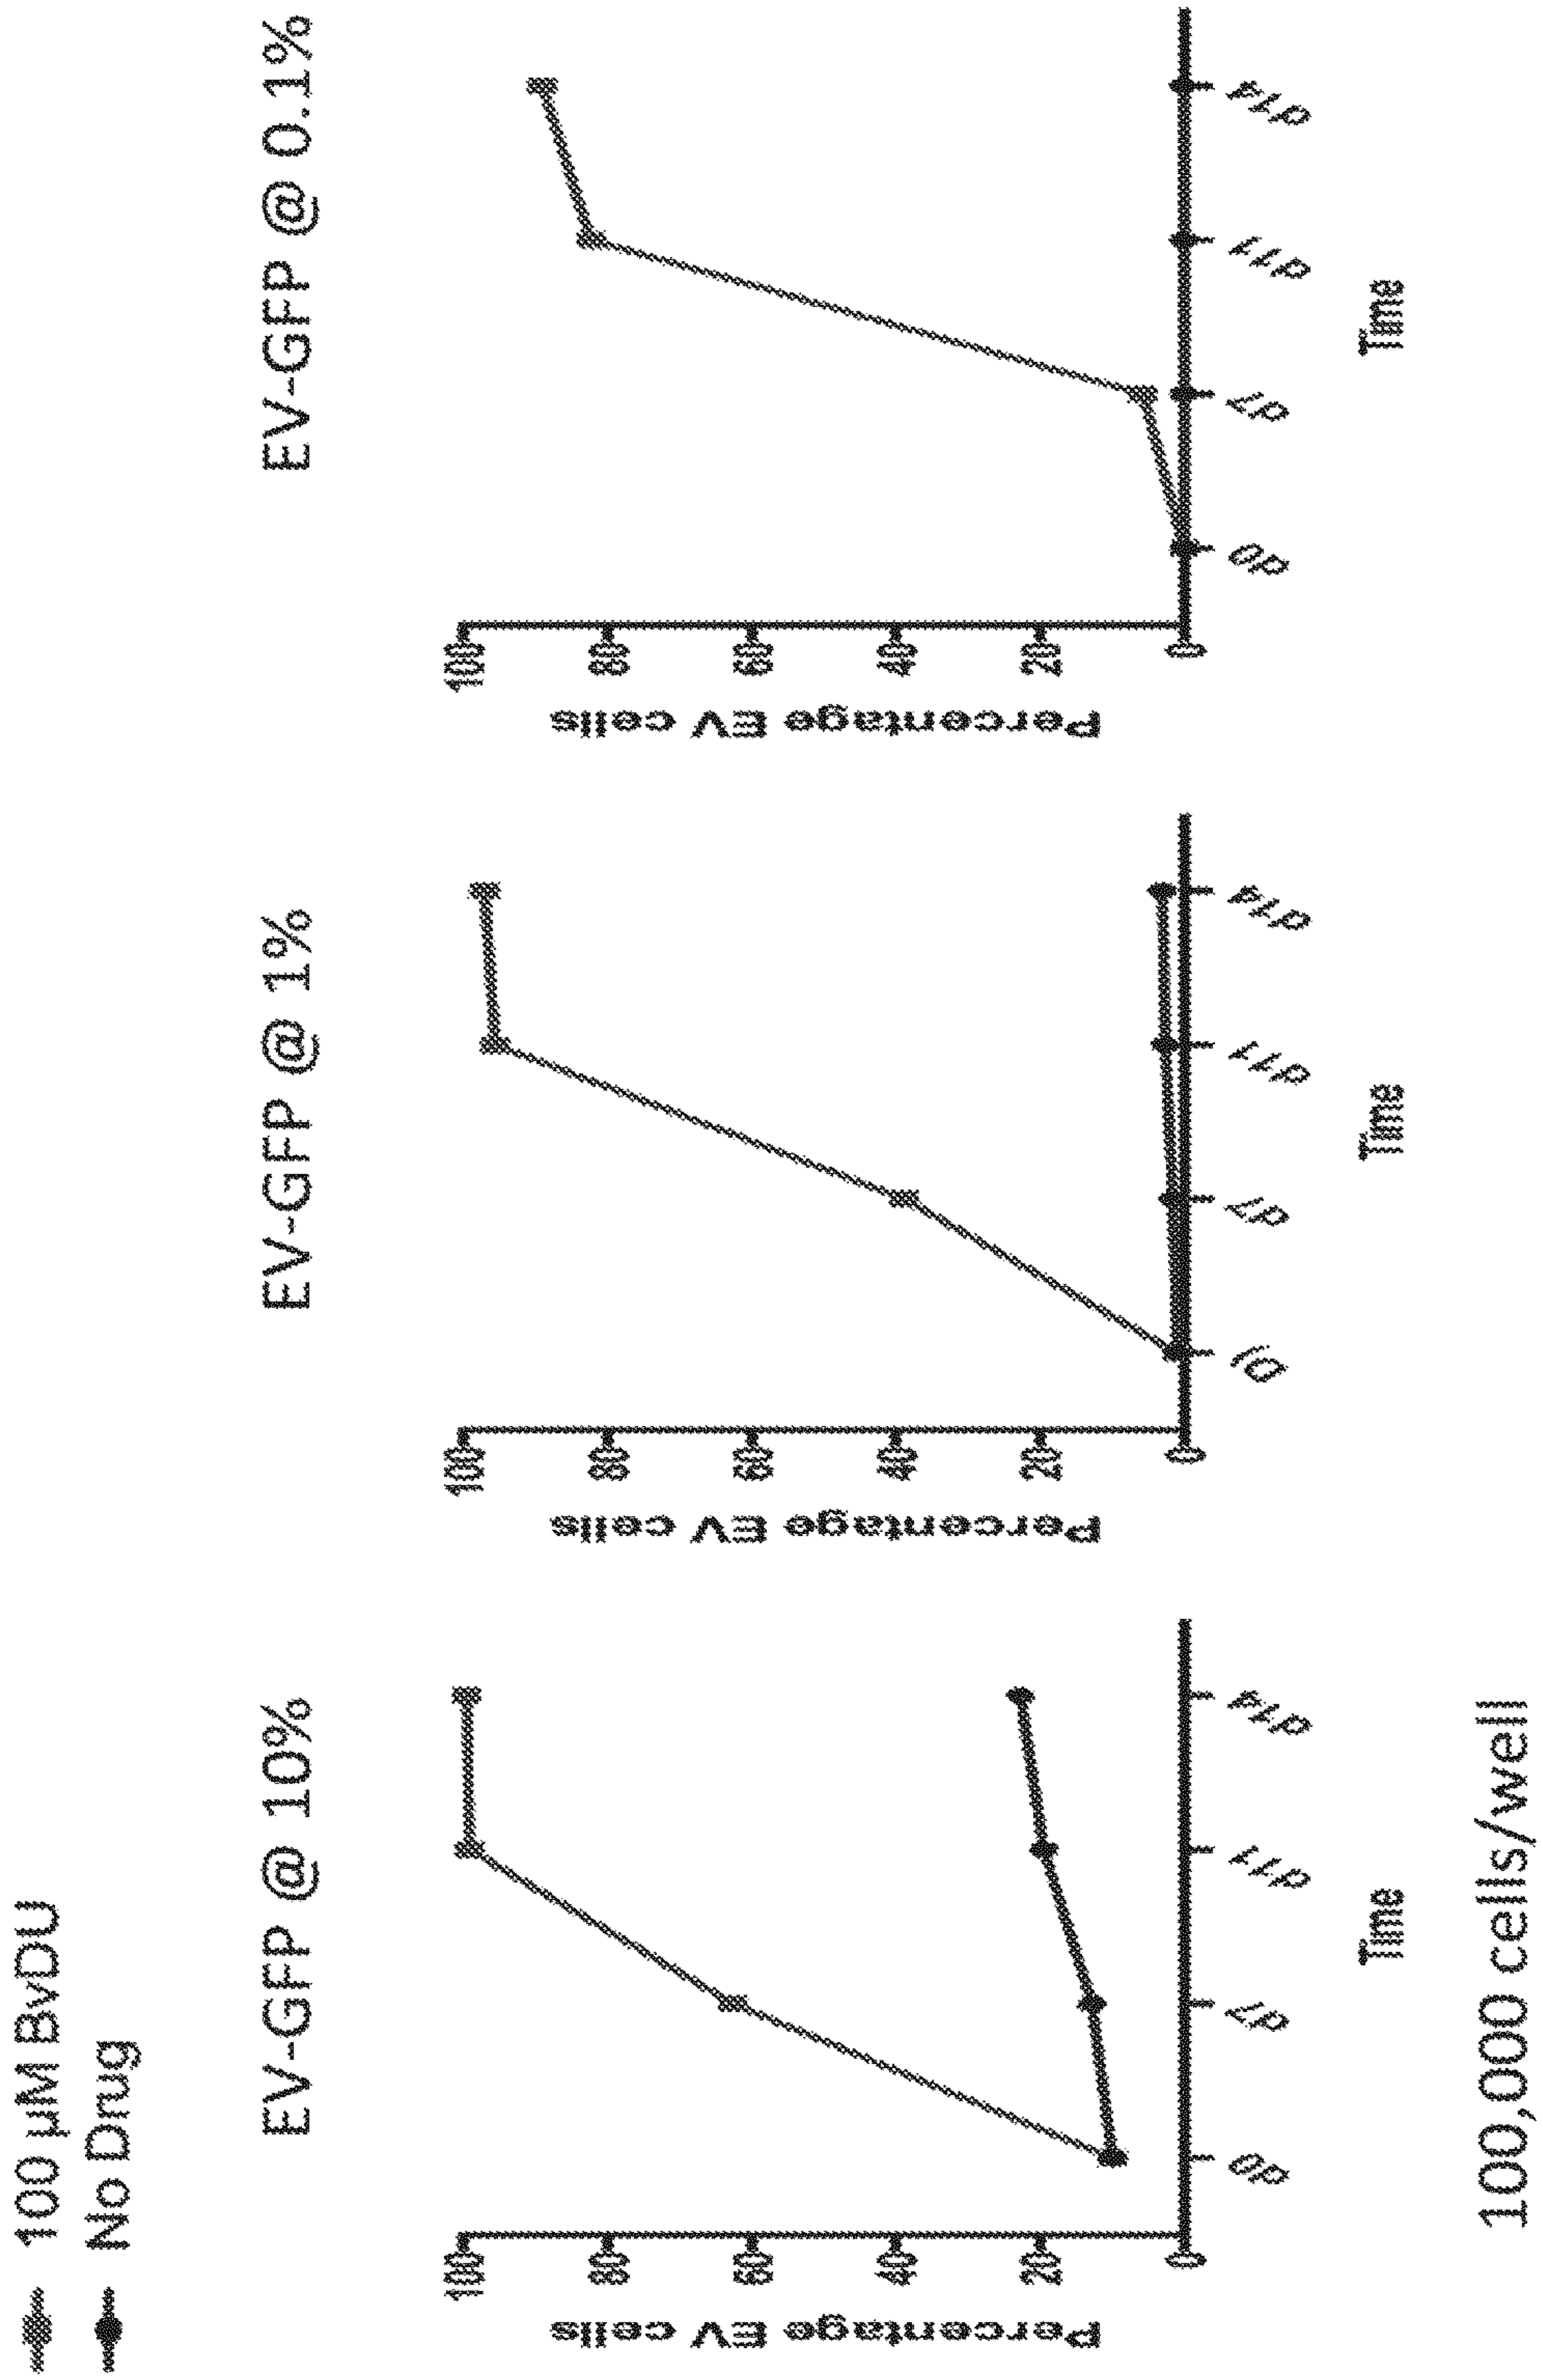 100 µM BvDU
No Drug
EV-GFP @ 10%
Percentage EV cells
100
80
60
40
20
0
d0
d7
d11
d14
Time
EV-GFP @ 1%
Percentage EV cells
100
80
60
40
20
0
D)
d7
d11
d14
Time
EV-GFP @ 0.1%
Percentage EV cells
100
80
60
40
20
0
d0
d7
d11
d14
Time
100,000 cells/well